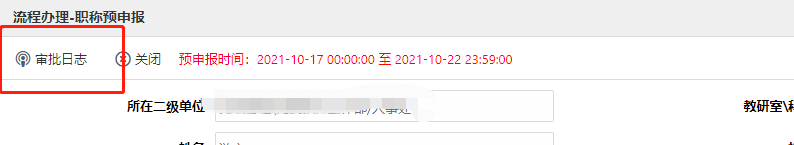 流程办理-职称预申报
审批日志 关闭 预申报时间：2021-10-17 00:00:00 至 2021-10-22 23:59:00
所在二级单位 教研室\